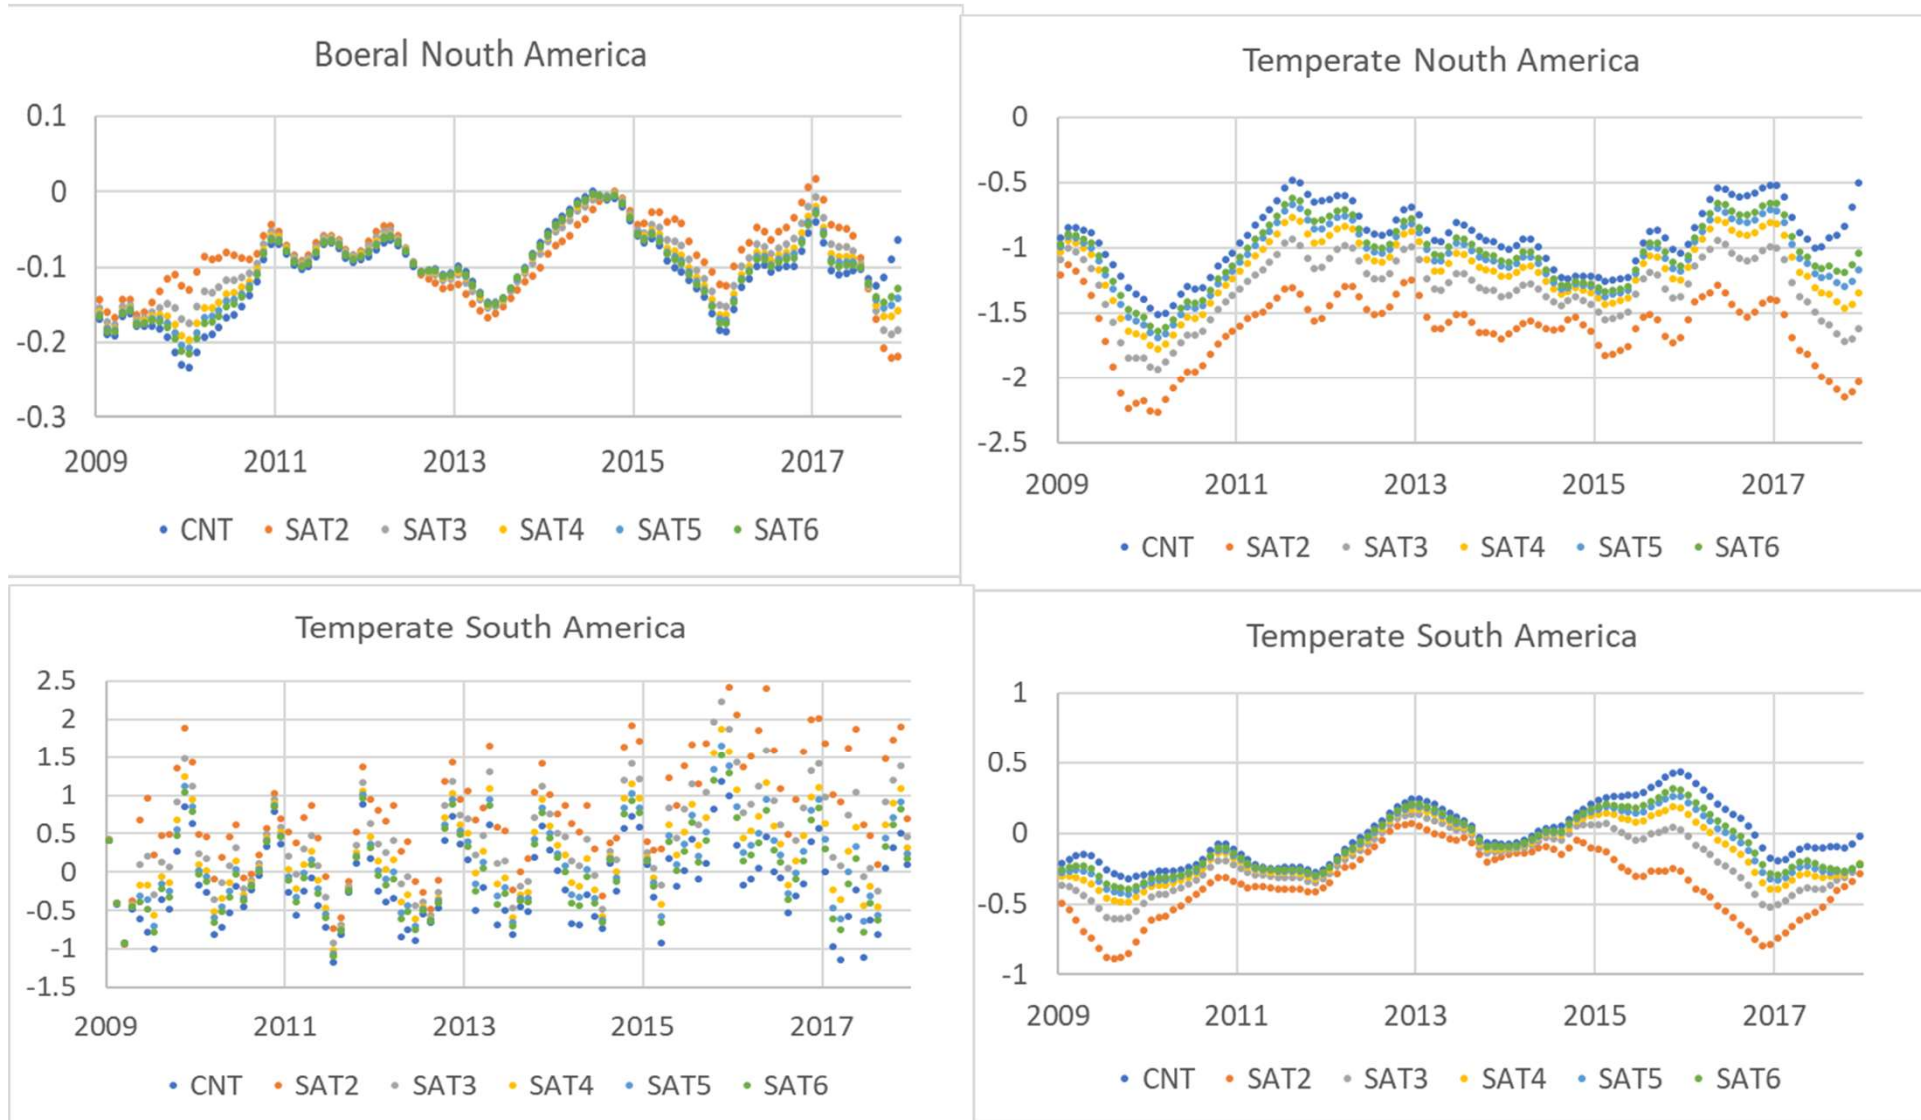 Boeral Nouth America
0.1
0
-0.1
-0.2
-0.3
2009 2011 2013 2015 2017
CNT SAT2 SAT3 SAT4 SAT5 SAT6
Temperate Nouth America
0
-0.5
-1
-1.5
-2
-2.5
2009 2011 2013 2015 2017
CNT SAT2 SAT3 SAT4 SAT5 SAT6
Temperate South America
2.5
2
1.5
1
0.5
0
-0.5
-1
-1.5
2009 2011 2013 2015 2017
CNT SAT2 SAT3 SAT4 SAT5 SAT6
Temperate South America
1
0.5
0
-0.5
-1
2009 2011 2013 2015 2017
CNT SAT2 SAT3 SAT4 SAT5 SAT6